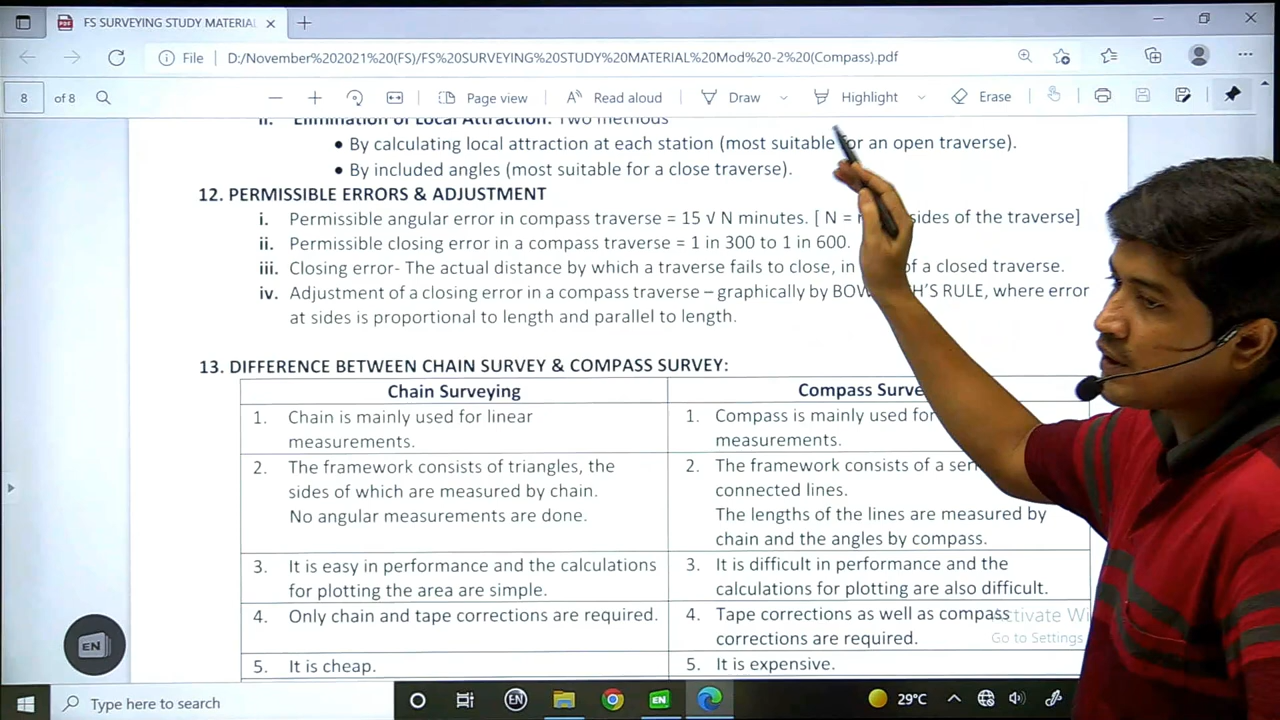 FS SURVEYING STUDY MATERIAL
File
D:/November%202021%20(FS)/FS%20SURVEYING%20STUDY%20MATERIAL%20Mod%20-2%20(Compass).pdf
8 of 8
Page view
Read aloud
Draw
Highlight
Erase
ii. Elimination of Local Attraction: Two methods
• By calculating local attraction at each station (most suitable for an open traverse).
• By included angles (most suitable for a close traverse).
12. PERMISSIBLE ERRORS & ADJUSTMENT
i. Permissible angular error in compass traverse = 15 √ N minutes. [ N = sides of the traverse]
ii. Permissible closing error in a compass traverse = 1 in 300 to 1 in 600.
iii. Closing error- The actual distance by which a traverse fails to close, in of a closed traverse.
iv. Adjustment of a closing error in a compass traverse – graphically by RULE, where error
at sides is proportional to length and parallel to length.
13. DIFFERENCE BETWEEN CHAIN SURVEY & COMPASS SURVEY:
Chain Surveying
Compass
1. Chain is mainly used for linear
measurements.
1. Compass is mainly used for
measurements.
2. The framework consists of triangles, the
sides of which are measured by chain.
No angular measurements are done.
2. The framework consists of a
connected lines.
The lengths of the lines are measured by
chain and the angles by compass.
3. It is easy in performance and the calculations
for plotting the area are simple.
3. It is difficult in performance and the
calculations for plotting are also difficult.
4. Only chain and tape corrections are required.
4. Tape corrections as well as compass
corrections are required.
5. It is cheap.
5. It is expensive.
Activate
Go to Settings
EN
Type here to search
EN
EN
29°C